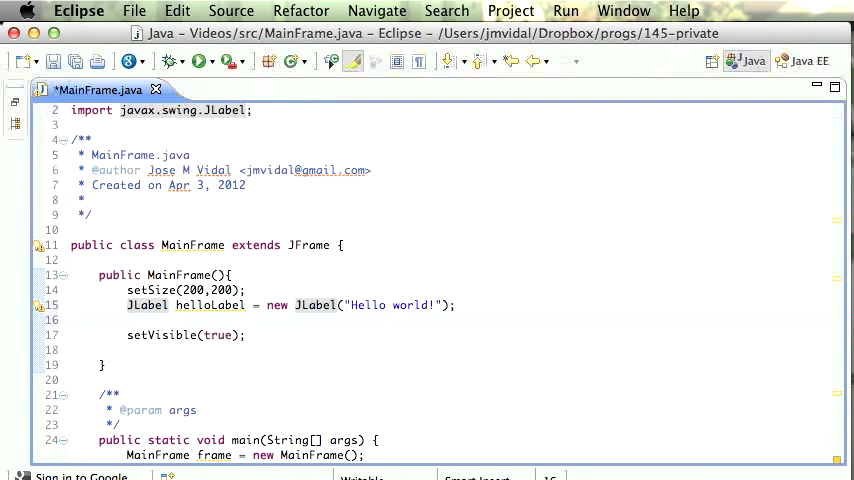 Eclipse File Edit Source Refactor Navigate Search Project Run Window Help
Java - Videos/src/MainFrame.java - Eclipse - /Users/jmvidal/Dropbox/progs/145-private
Java Java EE
*MainFrame.java
2 import javax.swing.JLabel;
3
4 /**
5 * MainFrame.java
6 * @author Jose M Vidal <jmvidal@gmail.com>
7 * Created on Apr 3, 2012
8 *
9 */
10
11 public class MainFrame extends JFrame {
12
13 public MainFrame(){
14 setSize(200,200);
15 JLabel helloLabel = new JLabel("Hello world!");
16
17 setVisible(true);
18
19 }
20
21 /**
22 * @param args
23 */
24 public static void main(String[] args) {
MainFrame frame = new MainFrame();
Sign in to Google Writable Smart Insert 16